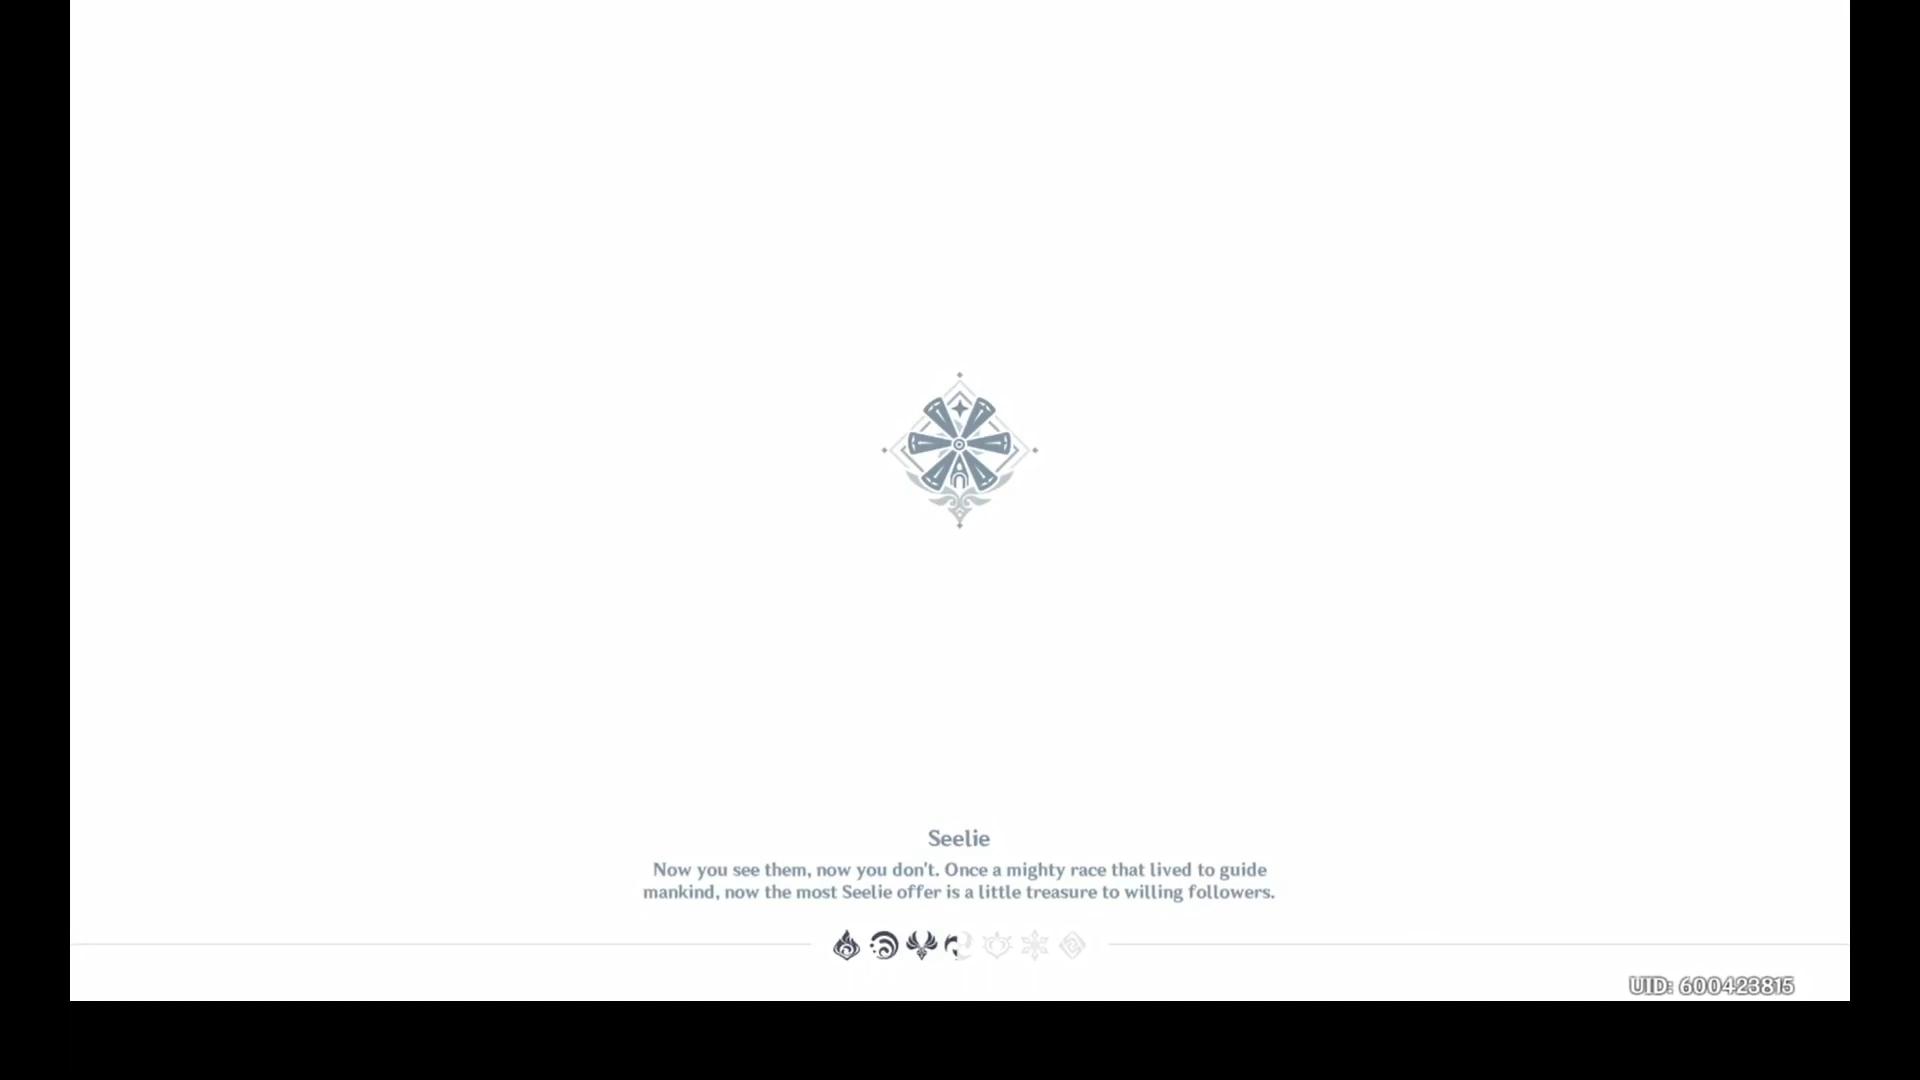 Seelie
Now you see them, now you don't. Once a mighty race that lived to guide
mankind, now the most Seelie offer is a little treasure to willing followers.
UID: 600423815